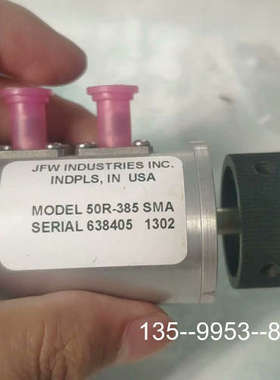 JFW INDUSTRIES INC.
INDPLS, IN USA
MODEL 50R-385 SMA
SERIAL 638405 1302
135--9953--8